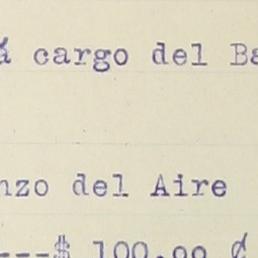 á cargo del Ba
nzo del Aire
---$ 100.00 ₡